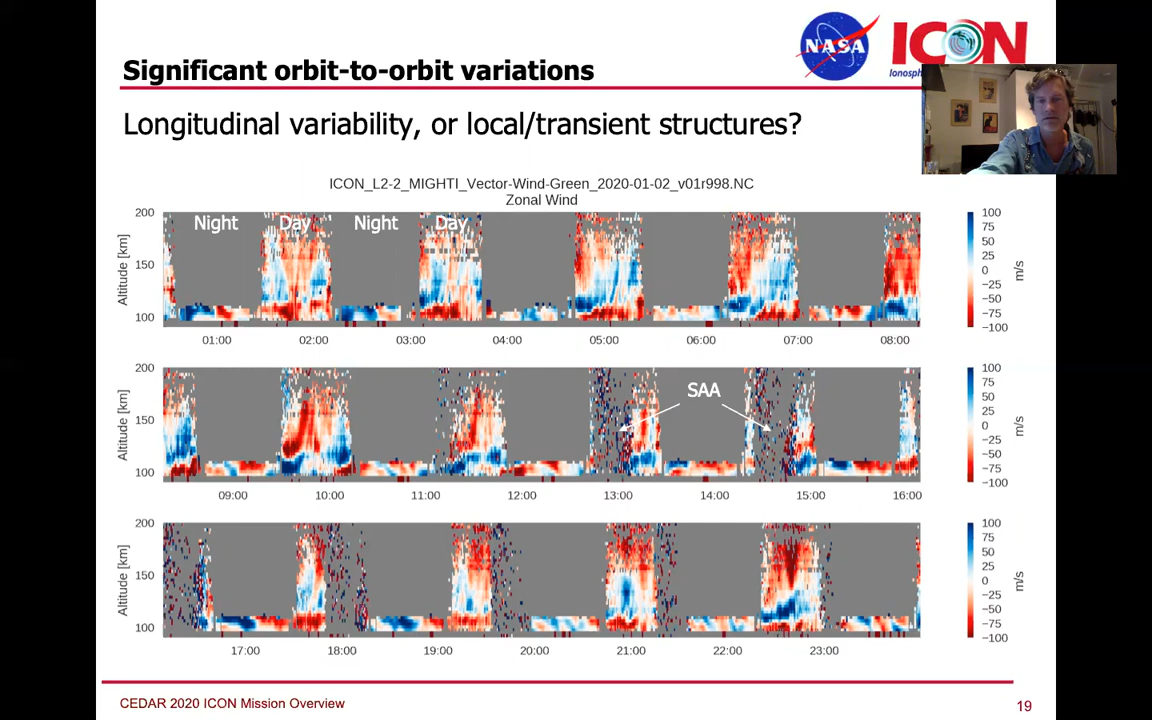 Significant orbit-to-orbit variations
NASA
ICON
Ionosph
Longitudinal variability, or local/transient structures?
ICON_L2-2_MIGHTI_Vector-Wind-Green_2020-01-02_v01r998.NC
Zonal Wind
Altitude [km]
200
150
100
Night Day Night Day
01:00 02:00 03:00 04:00 05:00 06:00 07:00 08:00
100
75
50
25
0
−25
−50
−75
−100
m/s
Altitude [km]
200
150
100
SAA
09:00 10:00 11:00 12:00 13:00 14:00 15:00 16:00
100
75
50
25
0
−25
−50
−75
−100
m/s
Altitude [km]
200
150
100
17:00 18:00 19:00 20:00 21:00 22:00 23:00
100
75
50
25
0
−25
−50
−75
−100
m/s
CEDAR 2020 ICON Mission Overview
19